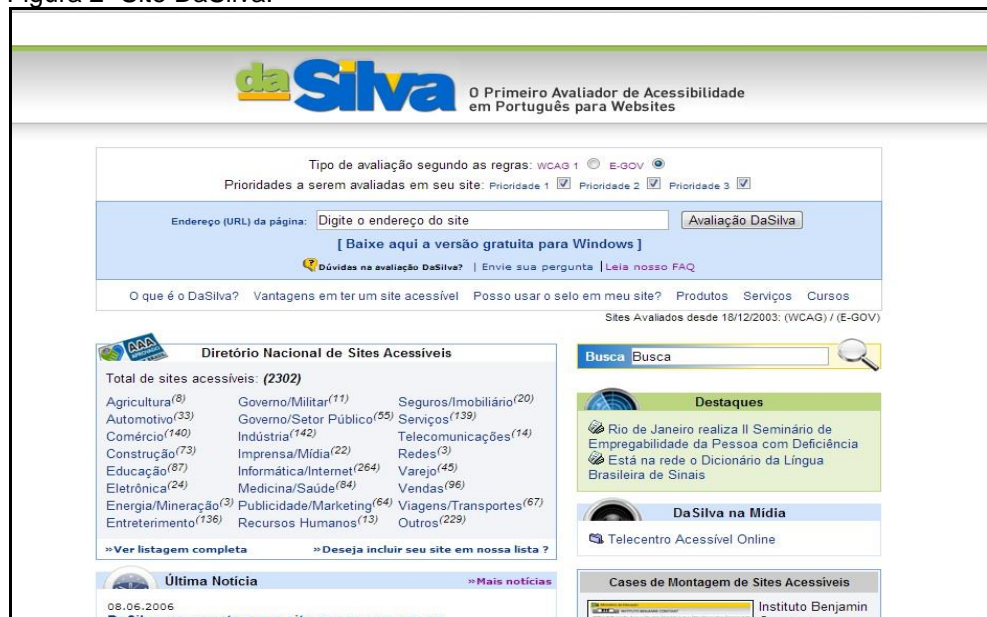 Figura 2- Site DaSilva.
daSilva
O Primeiro Avaliador de Acessibilidade
em Português para Websites
Tipo de avaliação segundo as regras: WCAG 1 E-GOV
Prioridades a serem avaliadas em seu site: Prioridade 1 Prioridade 2 Prioridade 3
Endereço (URL) da página: Digite o endereço do site Avaliação DaSilva
[ Baixe aqui a versão gratuita para Windows ]
Dúvidas na avaliação DaSilva? | Envie sua pergunta | Leia nosso FAQ
O que é o DaSilva? Vantagens em ter um site acessível Posso usar o selo em meu site? Produtos Serviços Cursos
Sites Avaliados desde 18/12/2003: (WCAG) / (E-GOV)
AAA
Diretório Nacional de Sites Acessíveis
Total de sites acessíveis: (2302)
Agricultura(8) Governo/Militar(11) Seguros/Imobiliário(20)
Automotivo(33) Governo/Setor Público(55) Serviços(139)
Comércio(140) Indústria(142) Telecomunicações(14)
Construção(73) Imprensa/Mídia(22) Redes(3)
Educação(87) Informática/Internet(264) Varejo(45)
Eletrônica(24) Medicina/Saúde(84) Vendas(96)
Energia/Mineração(3) Publicidade/Marketing(64) Viagens/Transportes(67)
Entreterimento(136) Recursos Humanos(13) Outros(229)
»Ver listagem completa »Deseja incluir seu site em nossa lista ?
Busca Busca
Destaques
Rio de Janeiro realiza II Seminário de
Empregabilidade da Pessoa com Deficiência
Está na rede o Dicionário da Língua
Brasileira de Sinais
DaSilva na Mídia
Telecentro Acessível Online
Última Notícia »Mais notícias
08.06.2006
Cases de Montagem de Sites Acessíveis
Instituto Benjamin